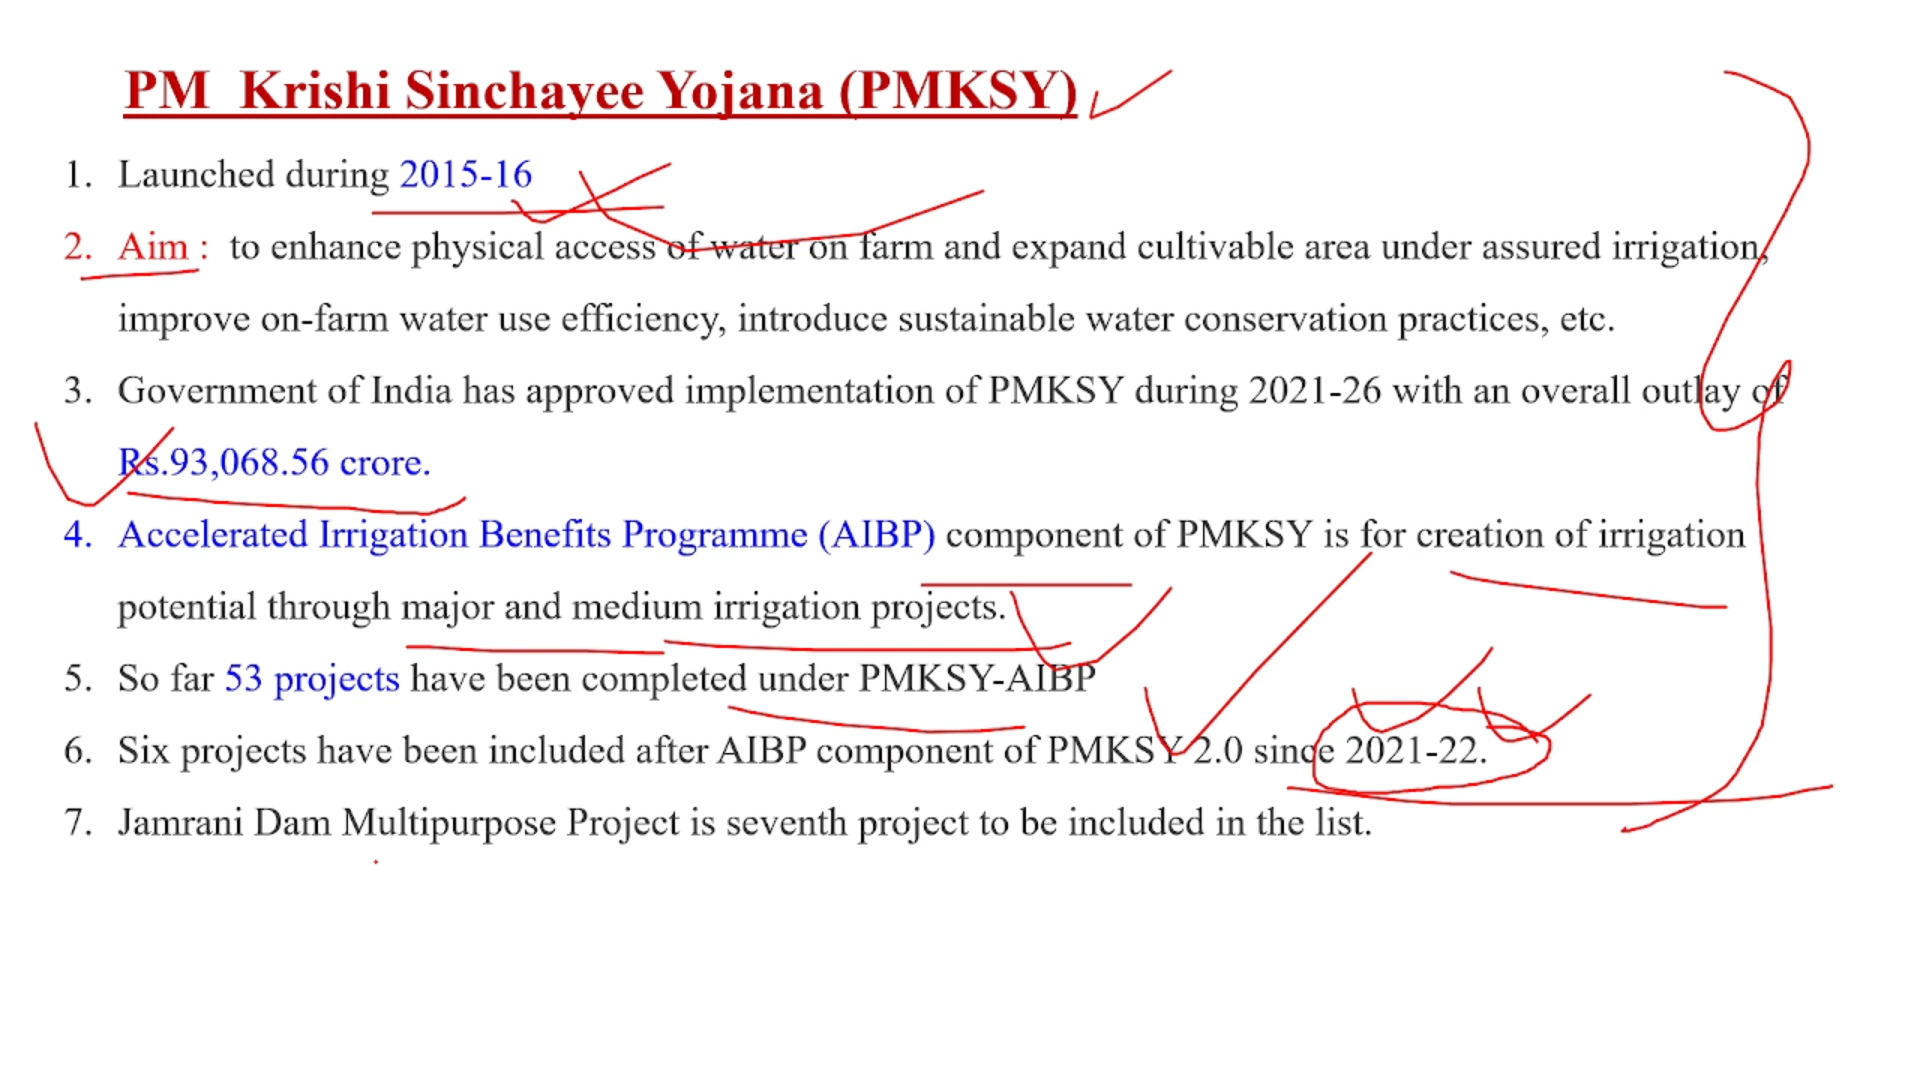 PM Krishi Sinchayee Yojana (PMKSY)
1. Launched during 2015-16
2. Aim : to enhance physical access of water on farm and expand cultivable area under assured irrigation,
improve on-farm water use efficiency, introduce sustainable water conservation practices, etc.
3. Government of India has approved implementation of PMKSY during 2021-26 with an overall outlay of
Rs.93,068.56 crore.
4. Accelerated Irrigation Benefits Programme (AIBP) component of PMKSY is for creation of irrigation
potential through major and medium irrigation projects.
5. So far 53 projects have been completed under PMKSY-AIBP
6. Six projects have been included after AIBP component of PMKSY 2.0 since 2021-22.
7. Jamrani Dam Multipurpose Project is seventh project to be included in the list.